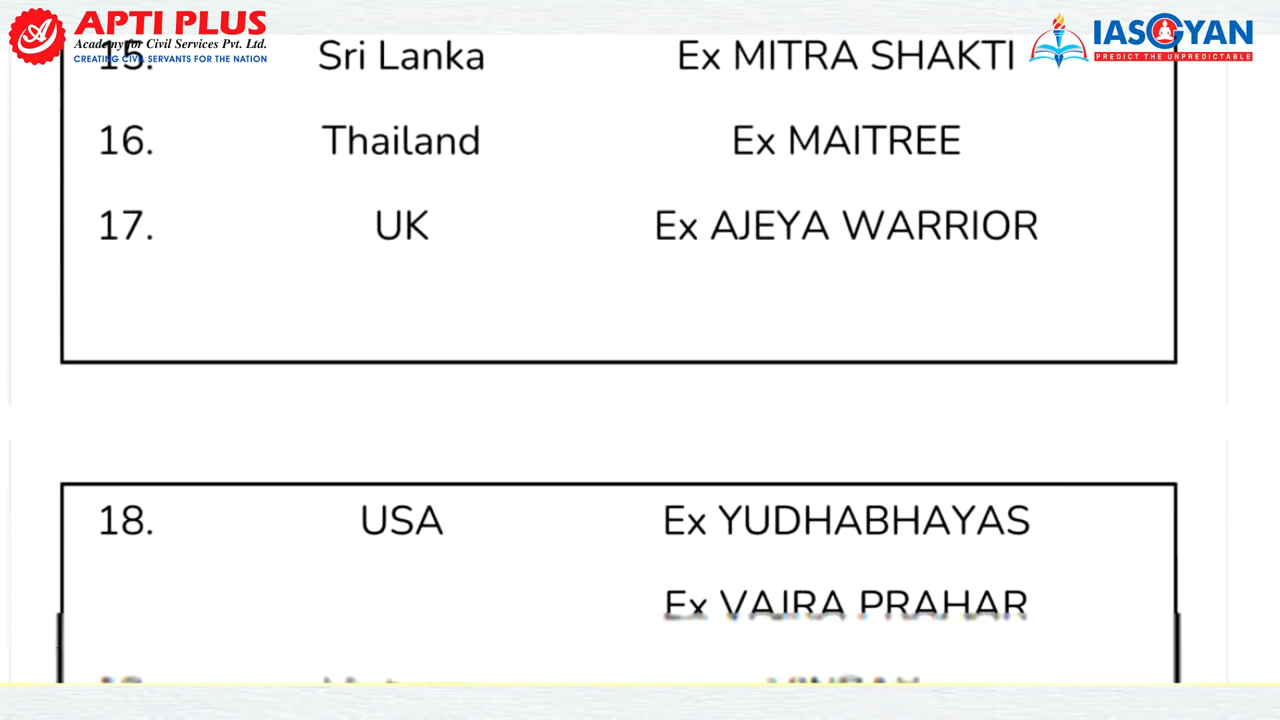 APTI PLUS
Academy for Civil Services Pvt. Ltd.
CREATING CIVIL SERVANTS FOR THE NATION
IASGYAN
PREDICT THE UNPREDICTABLE
15. Sri Lanka Ex MITRA SHAKTI
16. Thailand Ex MAITREE
17. UK Ex AJEYA WARRIOR
18. USA Ex YUDHABHAYAS
Ex VAJRA PRAHAR